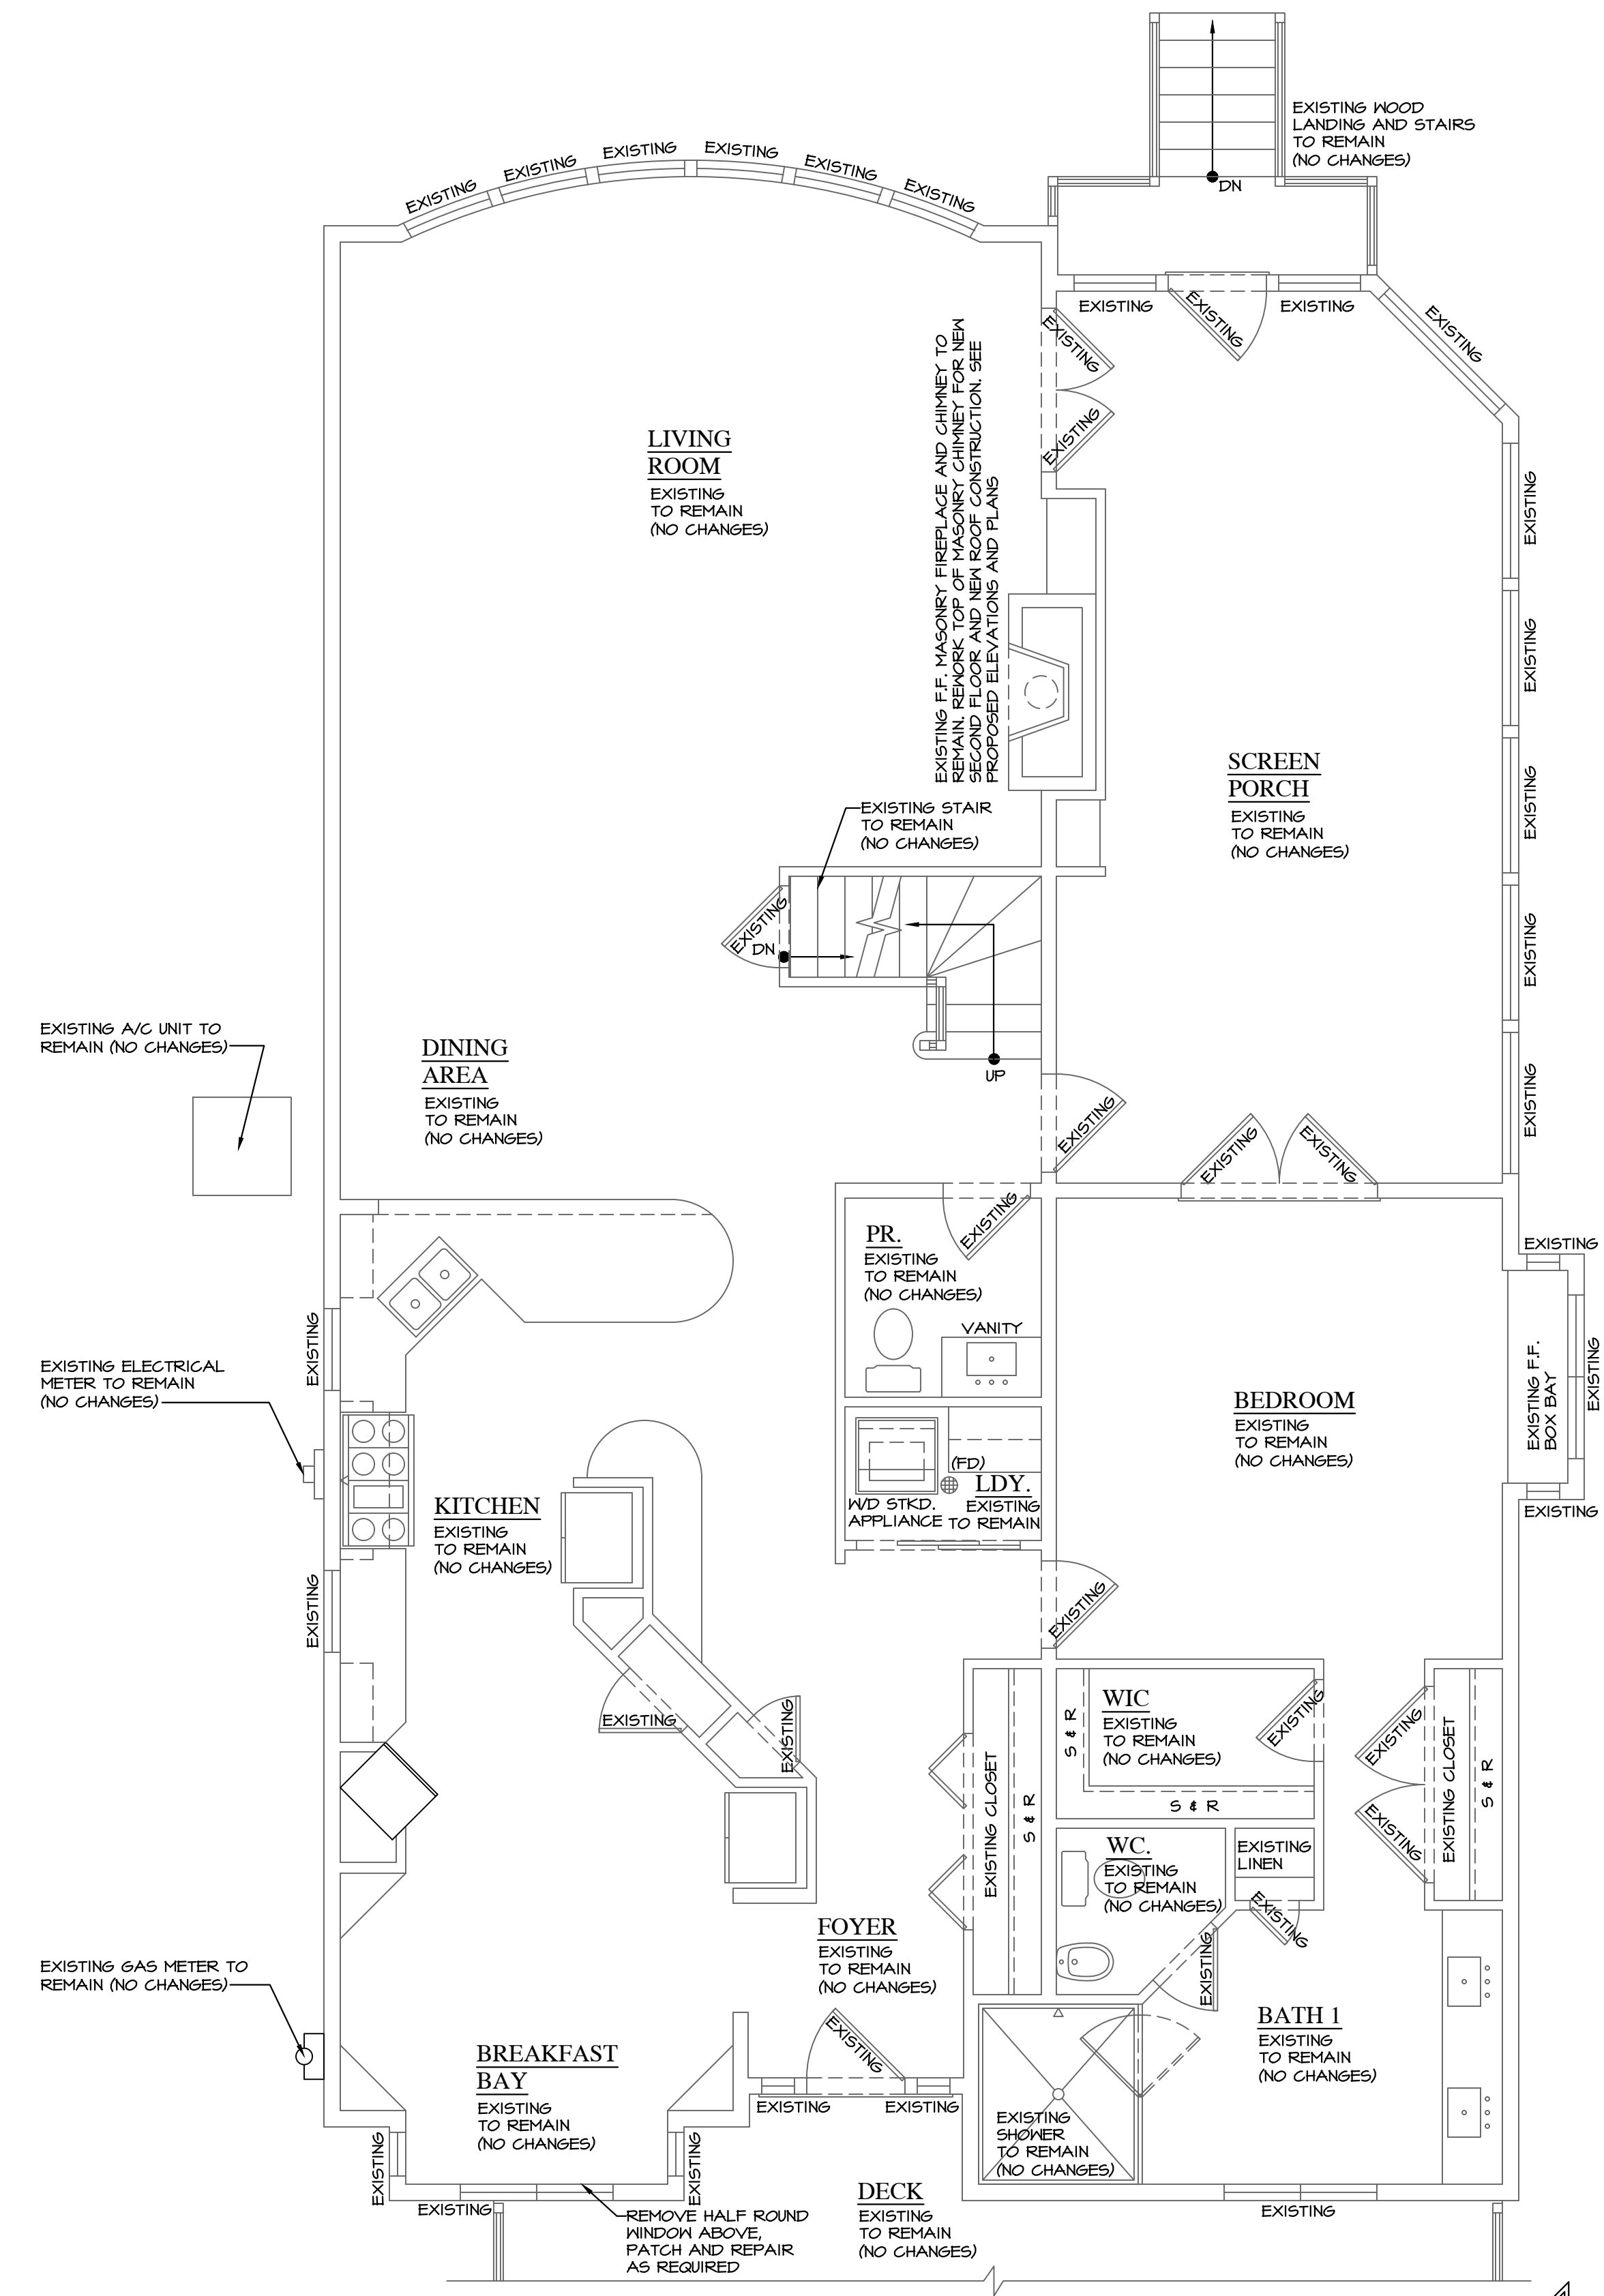 EXISTING WOOD
LANDING AND STAIRS
TO REMAIN
(NO CHANGES)
DN
EXISTING
EXISTING
EXISTING
EXISTING
EXISTING
EXISTING
EXISTING
EXISTING
EXISTING
EXISTING
EXISTING
EXISTING
LIVING
ROOM
EXISTING
TO REMAIN
(NO CHANGES)
EXISTING F.F. MASONRY FIREPLACE AND CHIMNEY TO
REMAIN. REWORK TOP OF MASONRY CHIMNEY FOR NEW
SECOND FLOOR AND NEW ROOF CONSTRUCTION. SEE
PROPOSED ELEVATIONS AND PLANS
SCREEN
PORCH
EXISTING
TO REMAIN
(NO CHANGES)
EXISTING
EXISTING
EXISTING
EXISTING
EXISTING
EXISTING STAIR
TO REMAIN
(NO CHANGES)
EXISTING
DN
UP
EXISTING A/C UNIT TO
REMAIN (NO CHANGES)
DINING
AREA
EXISTING
TO REMAIN
(NO CHANGES)
EXISTING
EXISTING
EXISTING
PR.
EXISTING
TO REMAIN
(NO CHANGES)
EXISTING
VANITY
EXISTING
EXISTING F.F.
BOX BAY
EXISTING
EXISTING
EXISTING
EXISTING ELECTRICAL
METER TO REMAIN
(NO CHANGES)
BEDROOM
EXISTING
TO REMAIN
(NO CHANGES)
(FD)
LDY.
EXISTING
TO REMAIN
W/D STKD.
APPLIANCE
KITCHEN
EXISTING
TO REMAIN
(NO CHANGES)
EXISTING
EXISTING
EXISTING
EXISTING
WIC
EXISTING
TO REMAIN
(NO CHANGES)
S & R
S & R
EXISTING
EXISTING
EXISTING
EXISTING CLOSET
S & R
EXISTING CLOSET
S & R
WC.
EXISTING
TO REMAIN
(NO CHANGES)
EXISTING
LINEN
EXISTING
EXISTING
FOYER
EXISTING
TO REMAIN
(NO CHANGES)
EXISTING GAS METER TO
REMAIN (NO CHANGES)
BATH 1
EXISTING
TO REMAIN
(NO CHANGES)
EXISTING
BREAKFAST
BAY
EXISTING
TO REMAIN
(NO CHANGES)
EXISTING
EXISTING
EXISTING
SHOWER
TO REMAIN
(NO CHANGES)
EXISTING
EXISTING
EXISTING
EXISTING
DECK
EXISTING
TO REMAIN
(NO CHANGES)
REMOVE HALF ROUND
WINDOW ABOVE,
PATCH AND REPAIR
AS REQUIRED